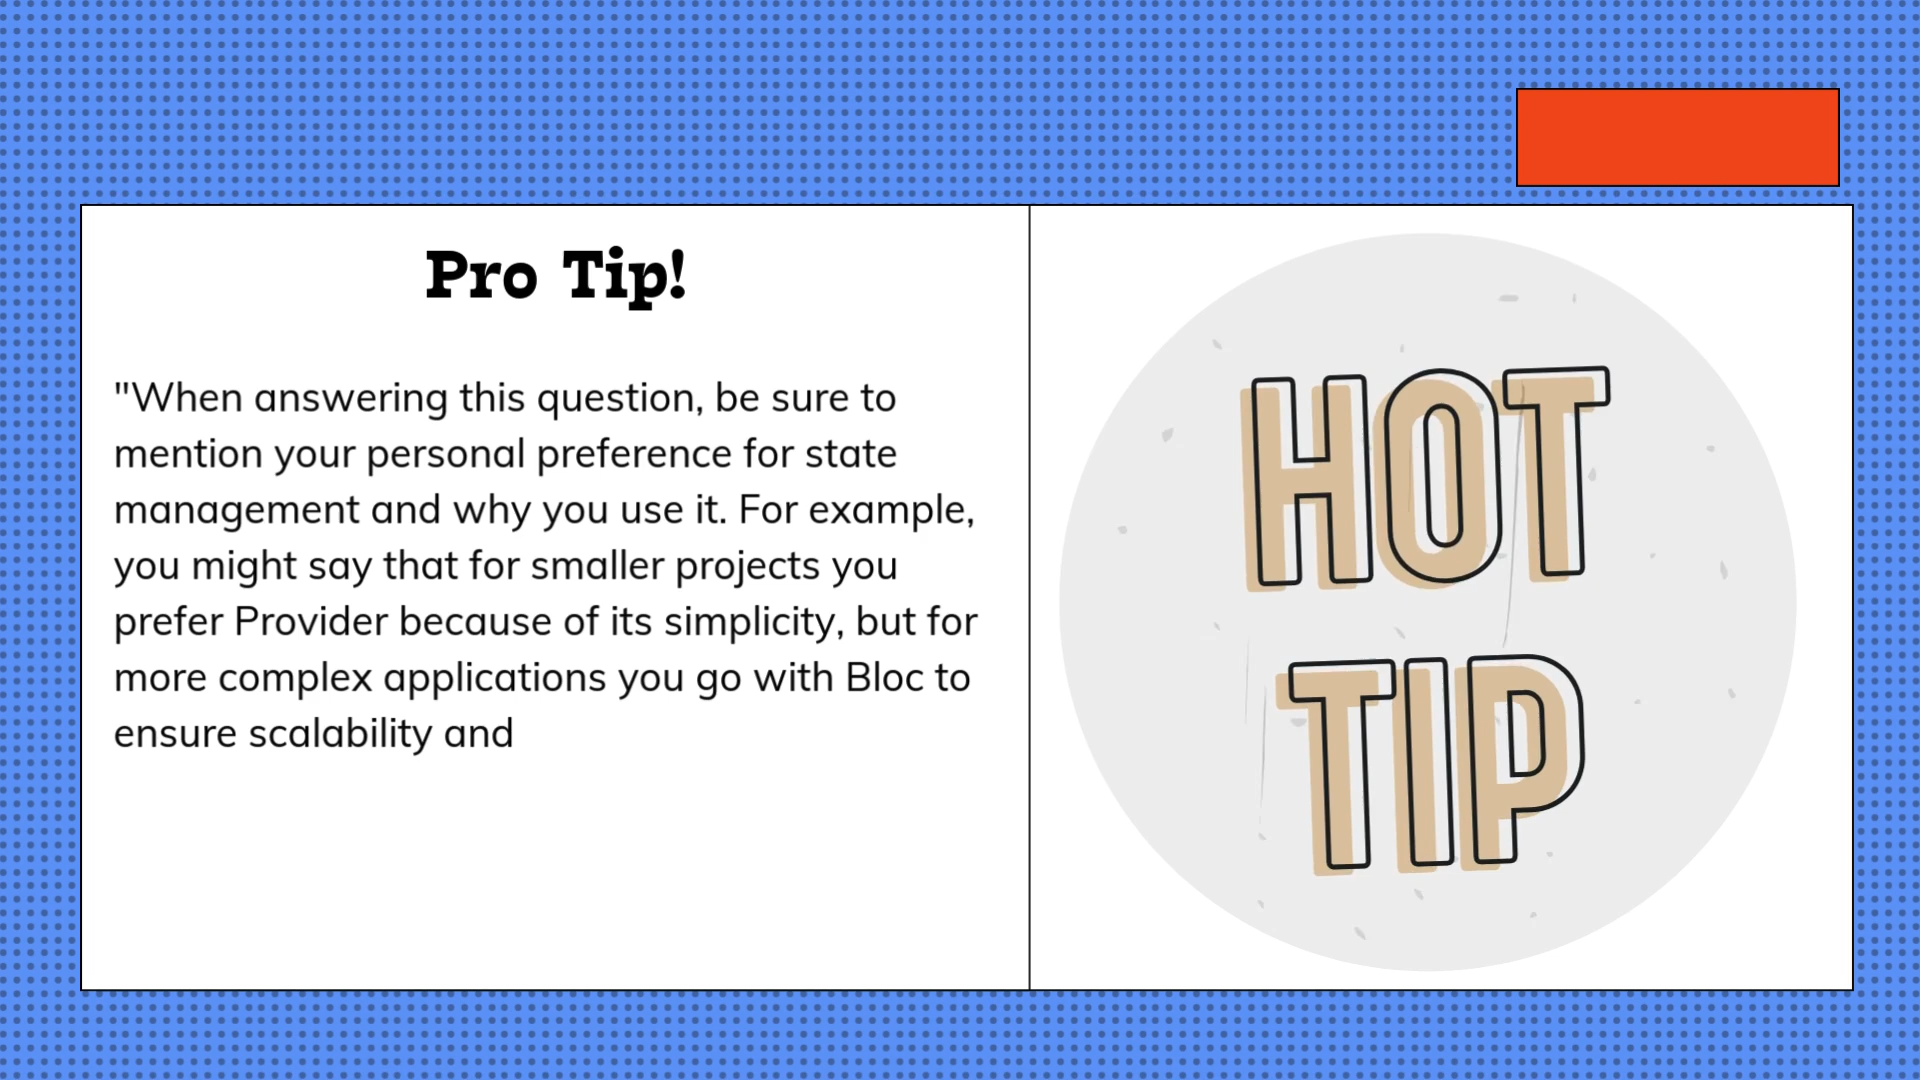 Pro Tip!
"When answering this question, be sure to
mention your personal preference for state
management and why you use it. For example,
you might say that for smaller projects you
prefer Provider because of its simplicity, but for
more complex applications you go with Bloc to
ensure scalability and
HOT
TIP